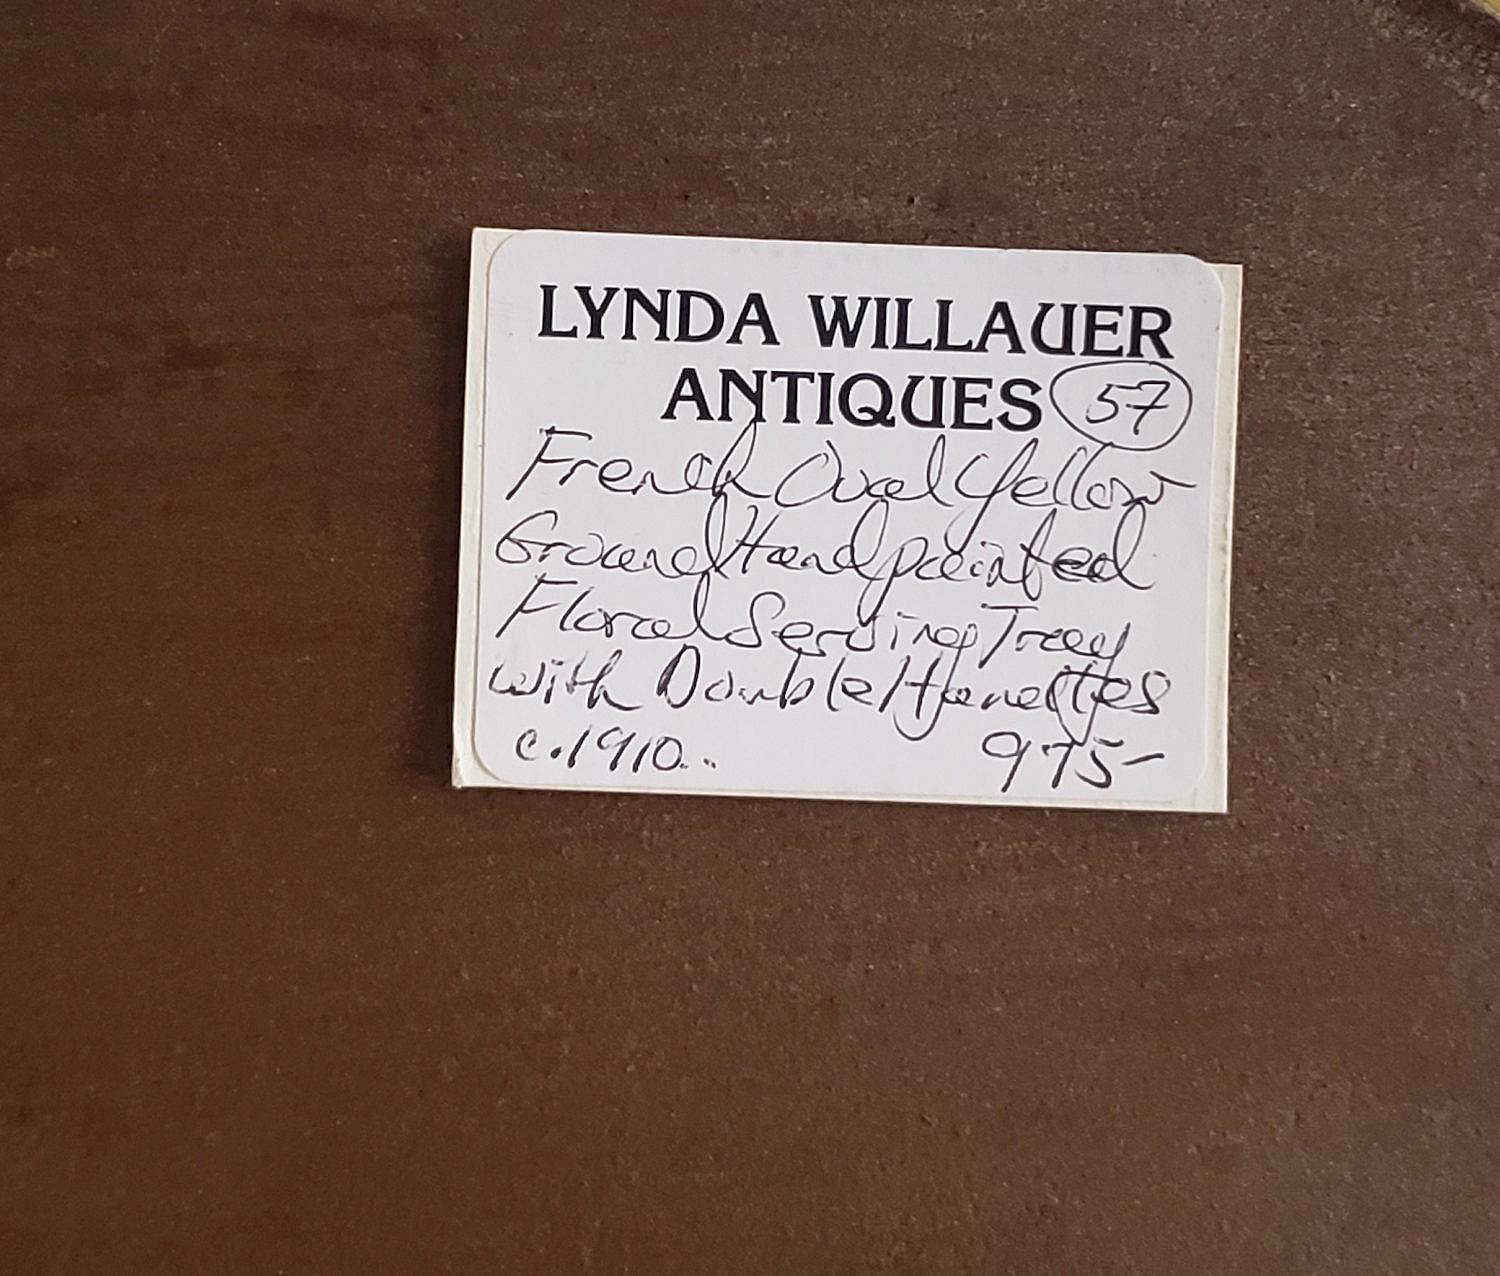 LYNDA WILLAUER
ANTIQUES 57
French Oval Yellow
Ground Handpainted
Floral Serving Tray
with Double Handles
c.1910.. 975-